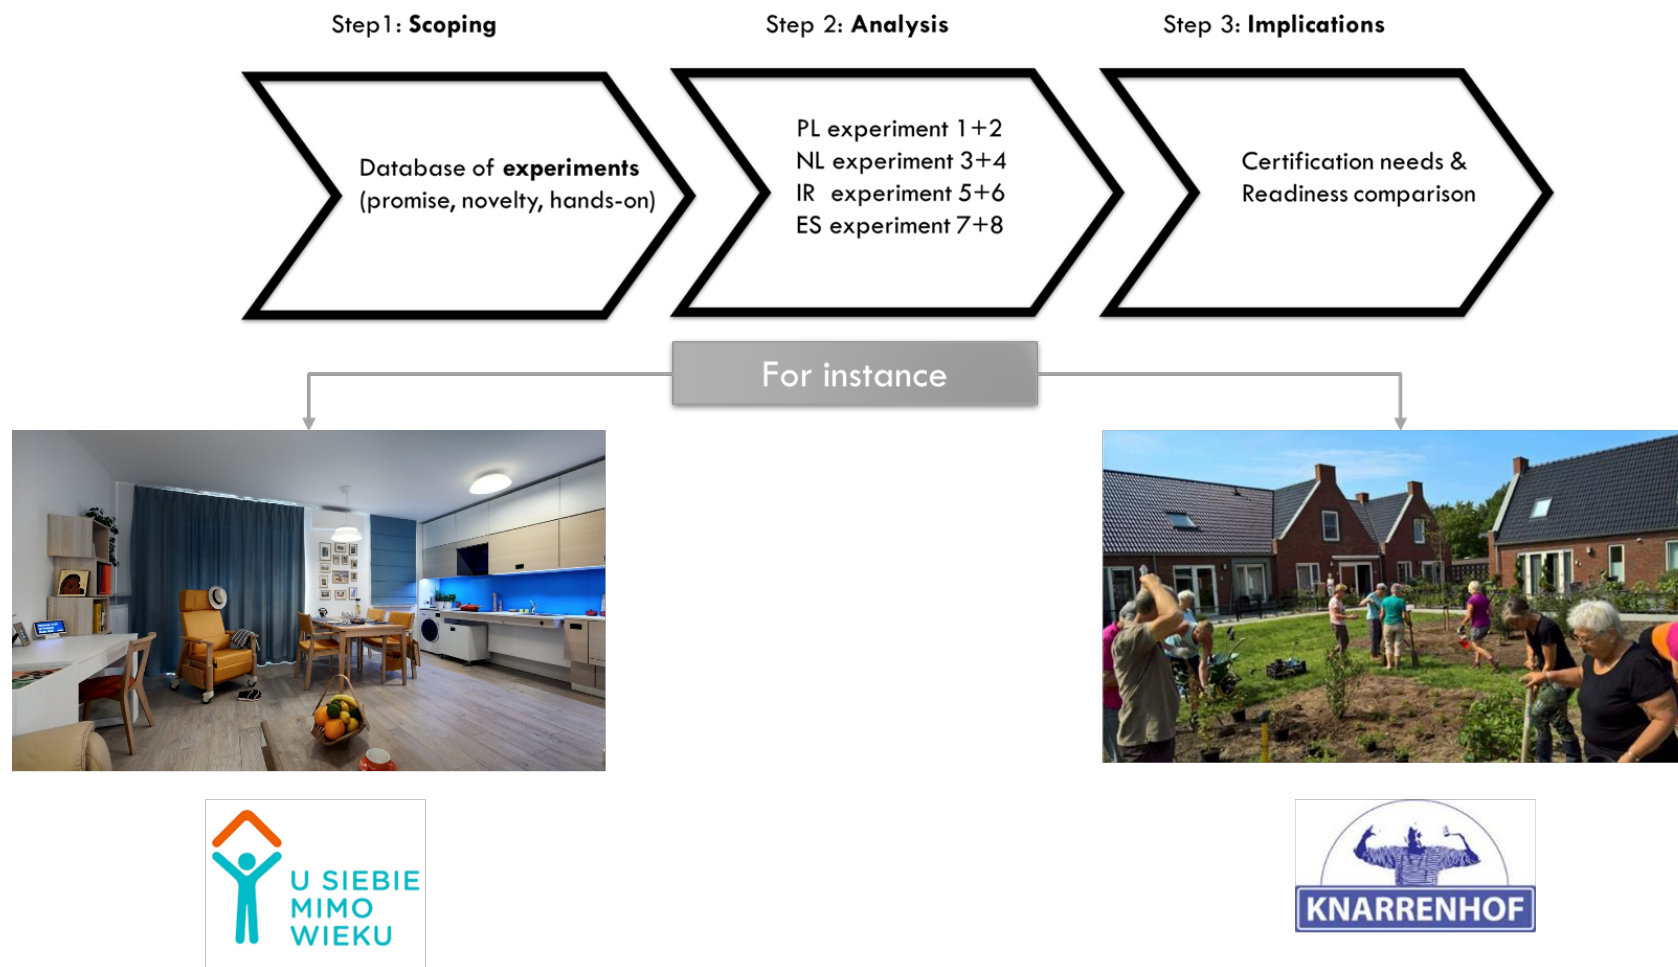 Step1: Scoping
Step 2: Analysis
Step 3: Implications
Database of experiments
(promise, novelty, hands-on)
PL experiment 1+2
NL experiment 3+4
IR experiment 5+6
ES experiment 7+8
Certification needs &
Readiness comparison
For instance
U SIEBIE
MIMO
WIEKU
KNARRENHOF